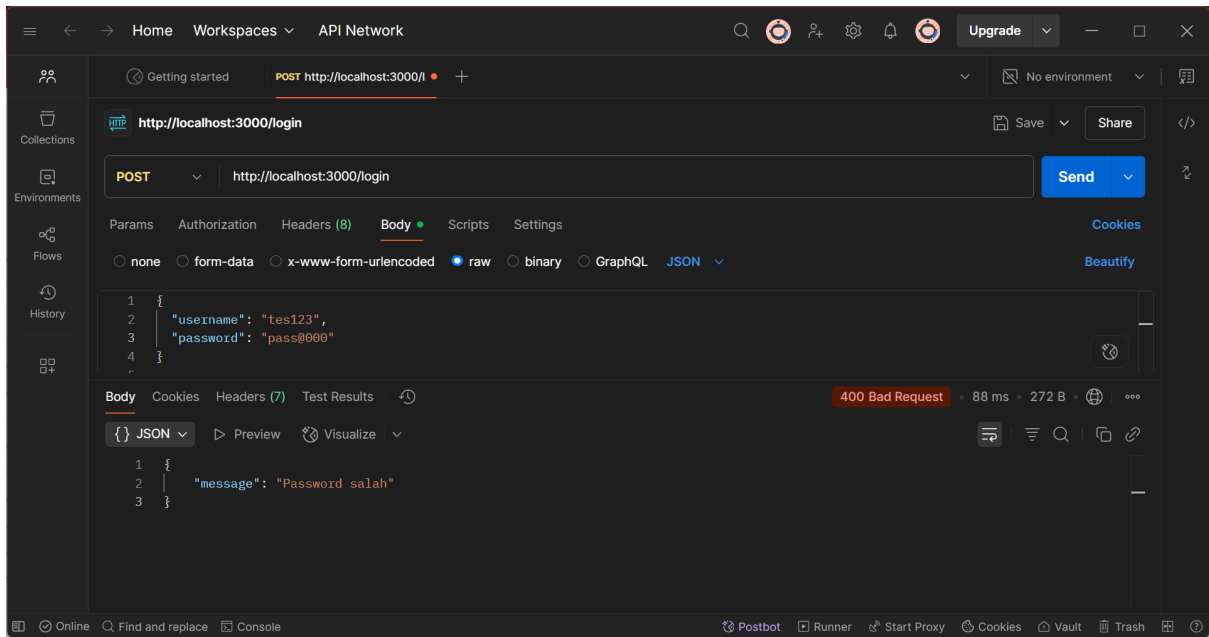 Home Workspaces API Network Upgrade
Getting started POST http://localhost:3000/l No environment
HTTP http://localhost:3000/login Save Share
Collections
POST http://localhost:3000/login Send
Environments
Params Authorization Headers (8) Body Scripts Settings Cookies
Flows
none form-data x-www-form-urlencoded raw binary GraphQL JSON Beautify
History
1 {
2 "username": "tes123",
3 "password": "pass@000"
4 }
Body Cookies Headers (7) Test Results 400 Bad Request • 88 ms • 272 B
{} JSON Preview Visualize
1 {
2 "message": "Password salah"
3 }
Online Find and replace Console Postbot Runner Start Proxy Cookies Vault Trash